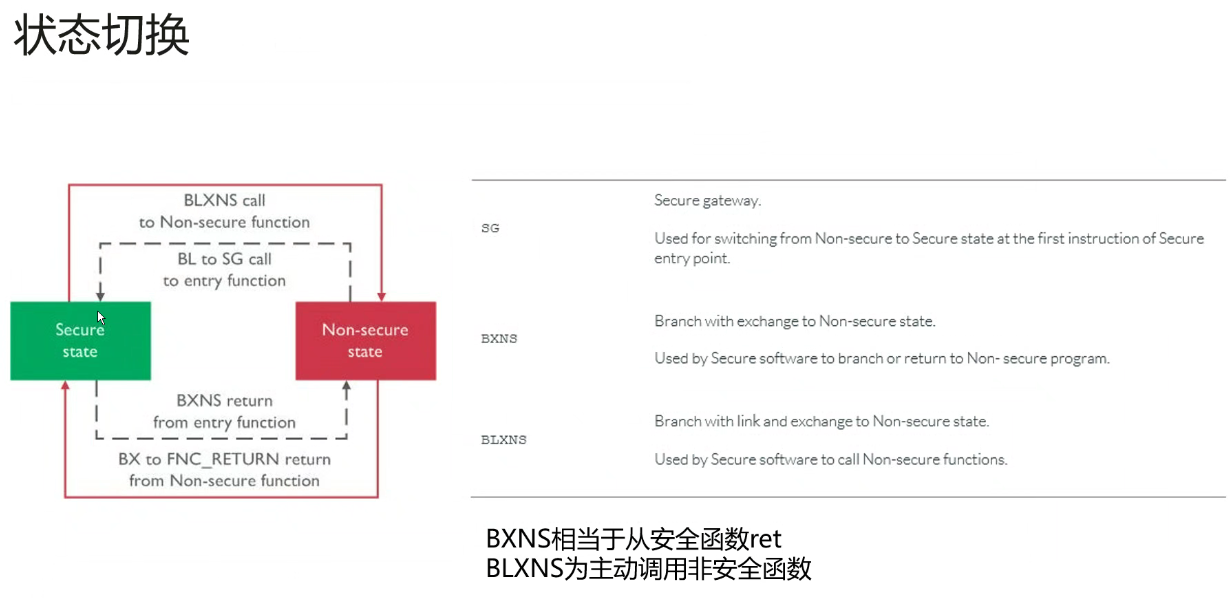 状态切换
BLXNS call
to Non-secure function
BL to SG call
to entry function
Secure
state
Non-secure
state
BXNS return
from entry function
BX to FNC_RETURN return
from Non-secure function
SG
Secure gateway.
Used for switching from Non-secure to Secure state at the first instruction of Secure
entry point.
BXNS
Branch with exchange to Non-secure state.
Used by Secure software to branch or return to Non- secure program.
BLXNS
Branch with link and exchange to Non-secure state.
Used by Secure software to call Non-secure functions.
BXNS相当于从安全函数ret
BLXNS为主动调用非安全函数